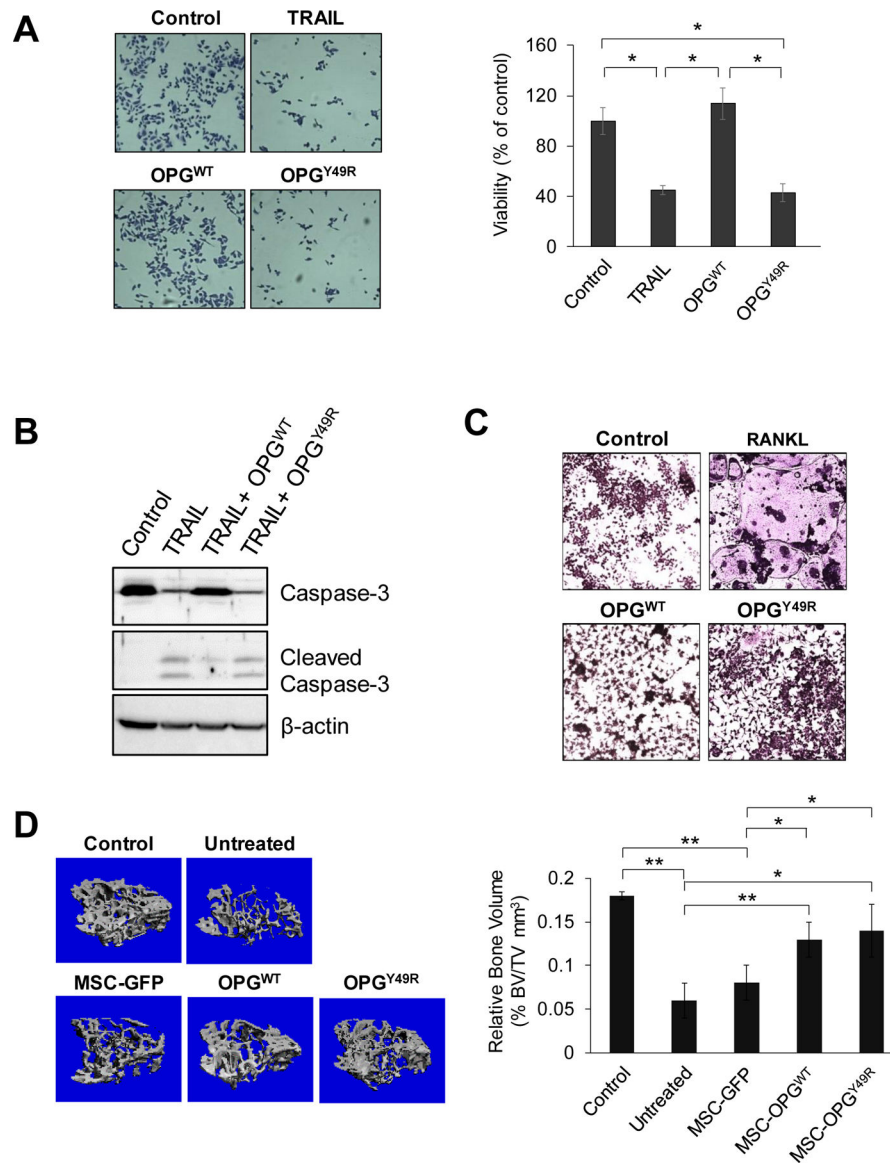 A
Control
TRAIL
OPGWT
OPGY49R
Viability (% of control)
160
120
80
40
0
*
* * *
Control
TRAIL
OPGWT
OPGY49R
B
Control
TRAIL
TRAIL+ OPGWT
TRAIL+ OPGY49R
Caspase-3
Cleaved
Caspase-3
β-actin
C
Control
RANKL
OPGWT
OPGY49R
D
Control
Untreated
MSC-GFP
OPGWT
OPGY49R
Relative Bone Volume
(% BV/TV mm³)
0.2
0.15
0.1
0.05
0
*
** *
** *
**
Control
Untreated
MSC-GFP
MSC-OPGWT
MSC-OPGY49R